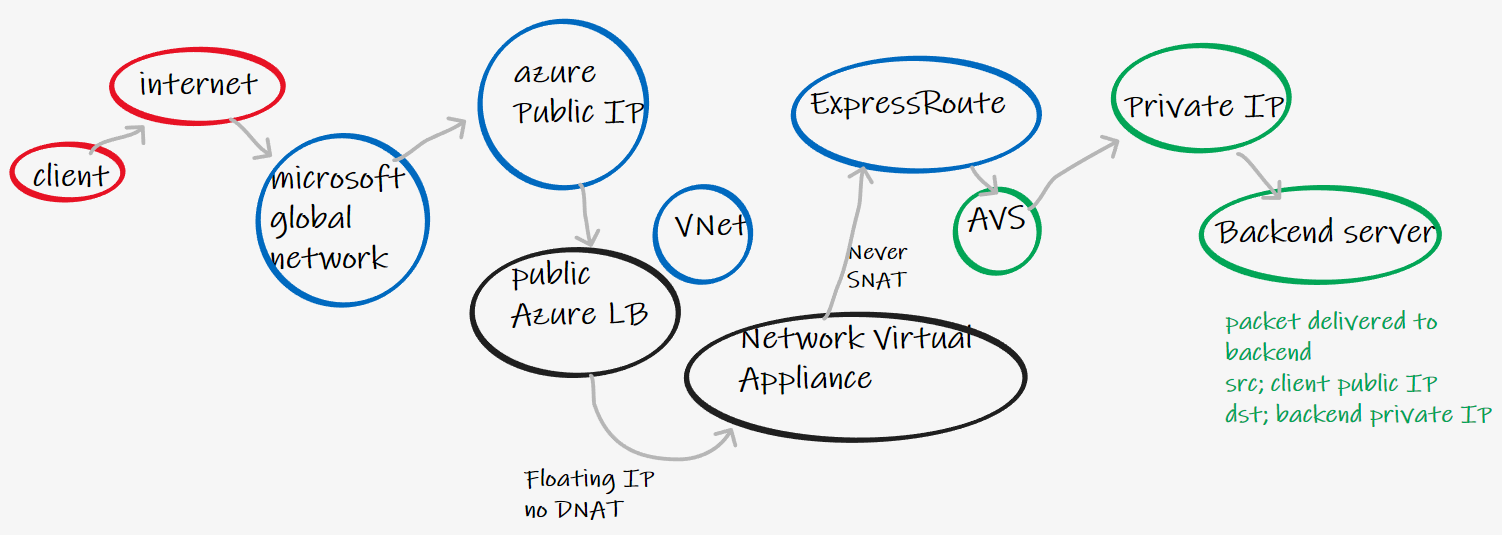 client
internet
microsoft
global
network
azure
Public IP
public
Azure LB
VNet
Floating IP
no DNAT
Network Virtual
Appliance
Never
SNAT
ExpressRoute
AVS
Private IP
Backend server
packet delivered to
backend
src; client public IP
dst; backend private IP